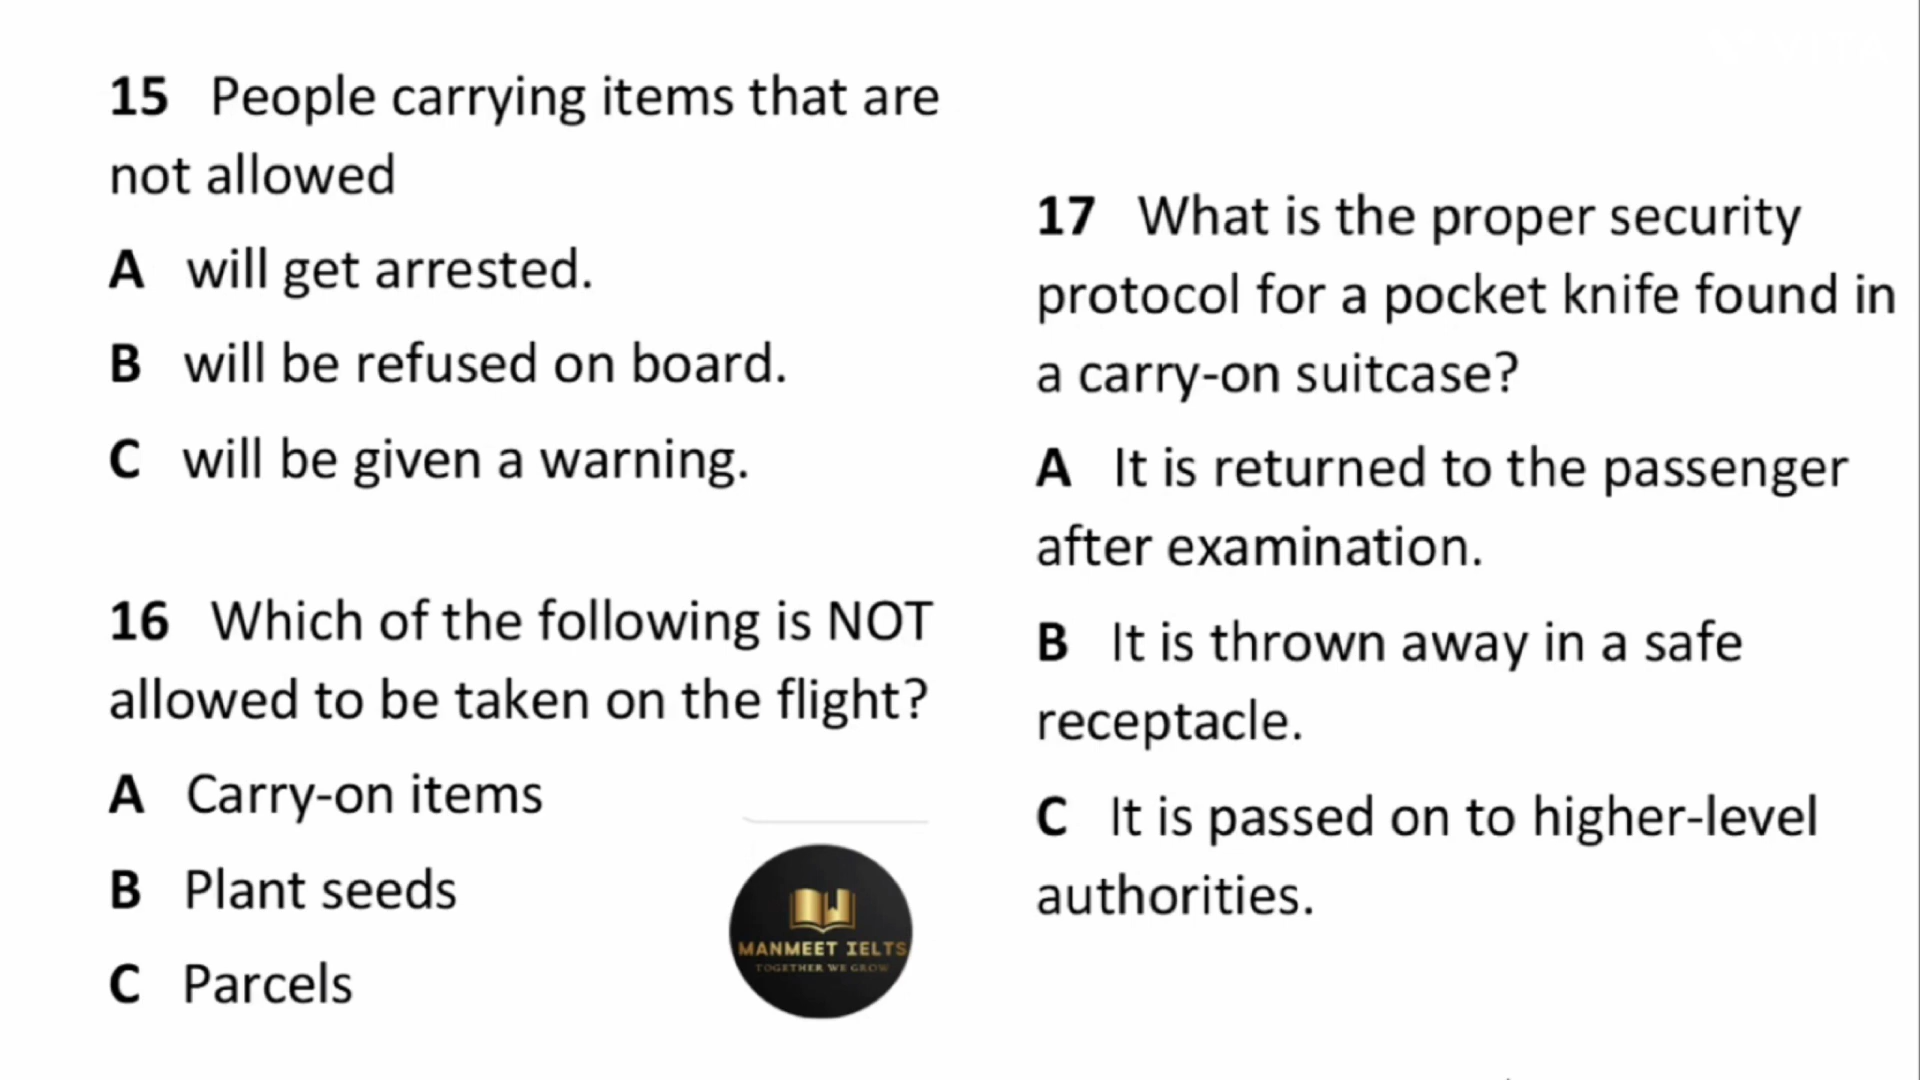 15 People carrying items that are
not allowed
A will get arrested.
B will be refused on board.
C will be given a warning.
16 Which of the following is NOT
allowed to be taken on the flight?
A Carry-on items
B Plant seeds
C Parcels
17 What is the proper security
protocol for a pocket knife found in
a carry-on suitcase?
A It is returned to the passenger
after examination.
B It is thrown away in a safe
receptacle.
C It is passed on to higher-level
authorities.
MANMEET IELTS
TOGETHER WE GROW